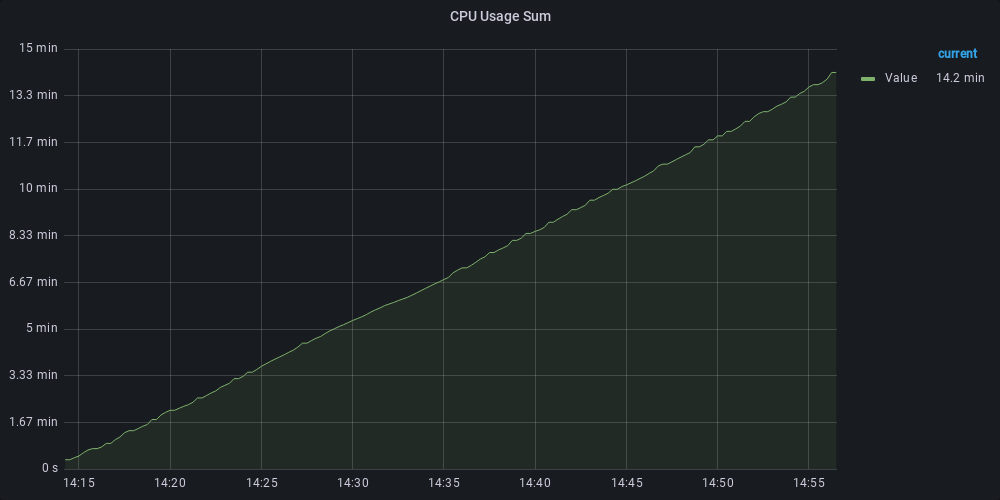 CPU Usage Sum
15 min
13.3 min
11.7 min
10 min
8.33 min
6.67 min
5 min
3.33 min
1.67 min
0 s
14:15 14:20 14:25 14:30 14:35 14:40 14:45 14:50 14:55
current
Value 14.2 min